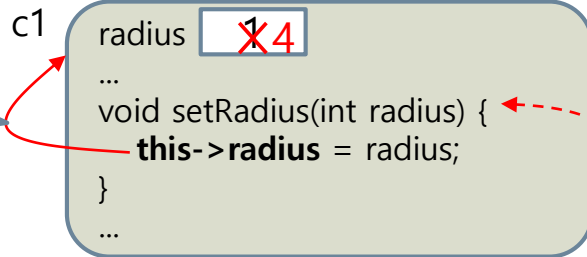 c1
radius 1 4
...
void setRadius(int radius) {
this->radius = radius;
}
...